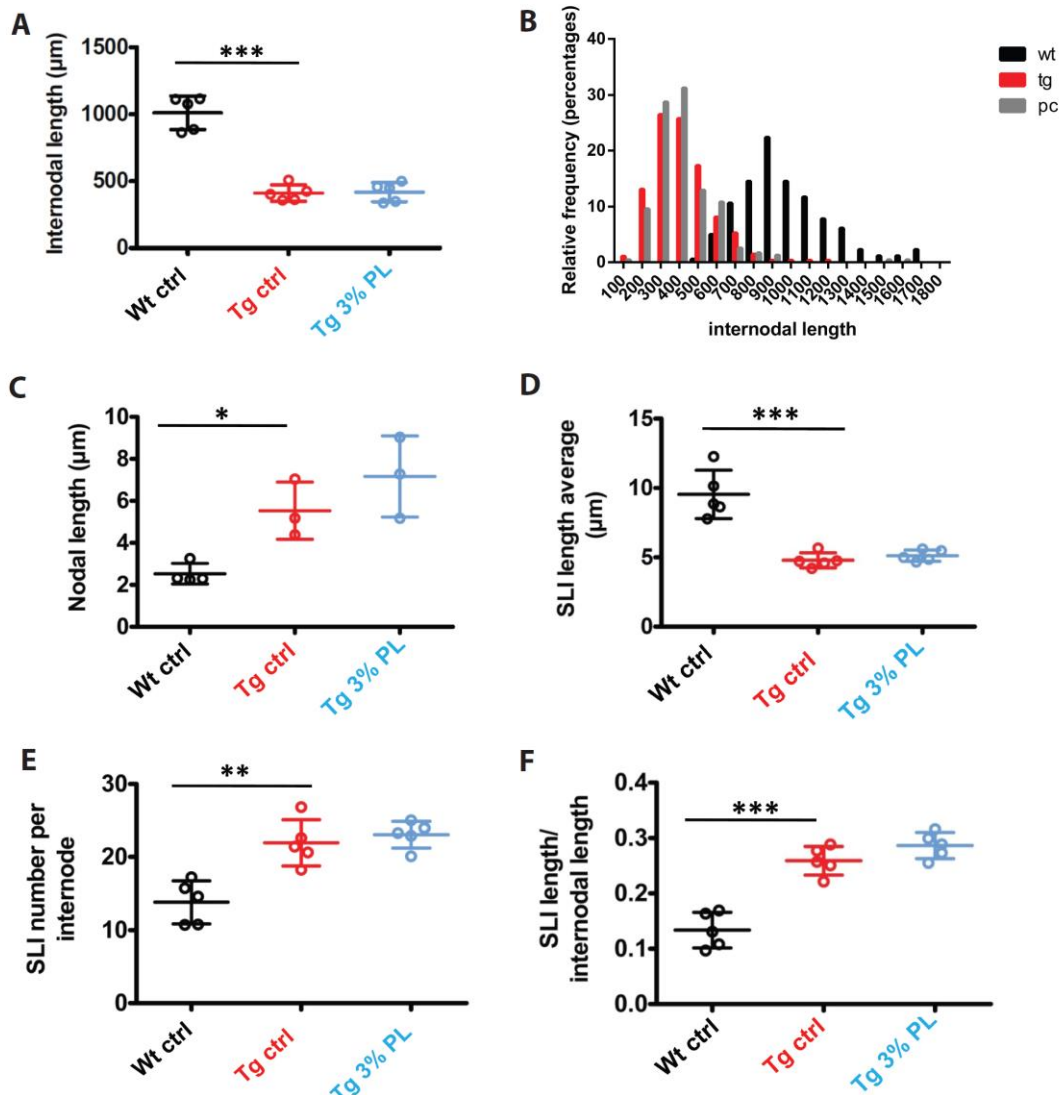 A
Internodal length (µm)
1500
1000
500
0
***
Wt ctrl
Tg ctrl
Tg 3% PL
B
Relative frequency (percentages)
40
30
20
10
0
100
200
300
400
500
600
700
800
900
1000
1100
1200
1300
1400
1500
1600
1700
1800
internodal length
wt
tg
pc
C
Nodal length (µm)
10
8
6
4
2
0
*
Wt ctrl
Tg ctrl
Tg 3% PL
D
SLI length average
(µm)
15
10
5
0
***
Wt ctrl
Tg ctrl
Tg 3% PL
E
SLI number per
internode
30
20
10
0
**
Wt ctrl
Tg ctrl
Tg 3% PL
F
SLI length/
internodal length
0.4
0.3
0.2
0.1
0.0
***
Wt ctrl
Tg ctrl
Tg 3% PL